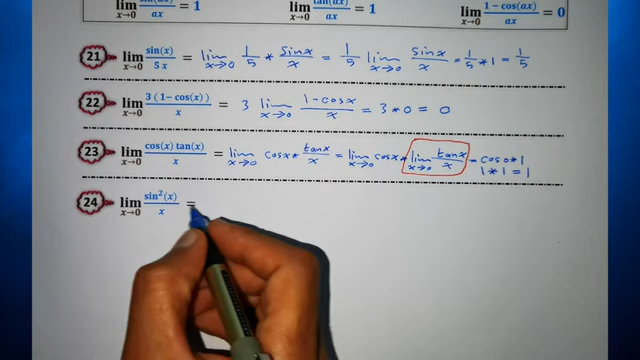 lim x→0 sin(ax)/ax = 1 lim x→0 tan(ax)/ax = 1 lim x→0 1 − cos(ax)/ax = 0
21 lim x→0 sin(x)/5x = lim x→0 1/5 * sinx/x = 1/5 lim x→0 sinx/x = 1/5 * 1 = 1/5
22 lim x→0 3(1−cos(x))/x = 3 lim x→0 1−cosx/x = 3 * 0 = 0
23 lim x→0 cos(x) tan(x)/x = lim x→0 cosx * tanx/x = lim x→0 cosx * lim x→0 tanx/x = cos0 * 1
1 * 1 = 1
24 lim x→0 sin²(x)/x =